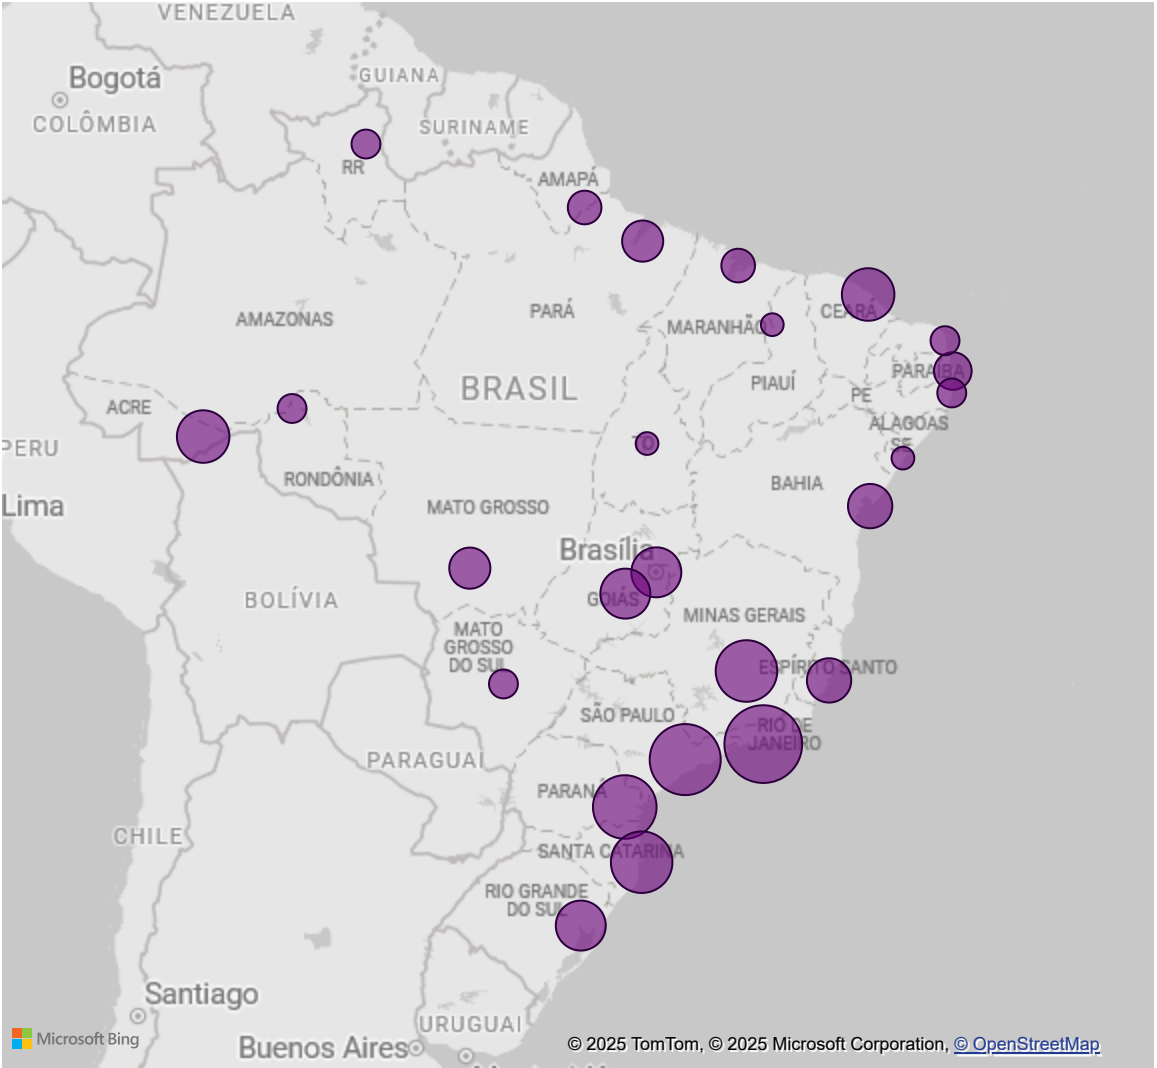 VENEZUELA
Bogotá
GUIANA
COLÔMBIA
SURINAME
RR
AMAPÁ
AMAZONAS
PARÁ
MARANHÃO
CEARÁ
BRASIL
PIAUÍ
PARAÍBA
PE
ACRE
ALAGOAS
SE
TO
PERU
RONDÔNIA
BAHIA
Lima
MATO GROSSO
Brasília
BOLÍVIA
GOIÁS
MINAS GERAIS
MATO
GROSSO
DO SUL
ESPÍRITO SANTO
SÃO PAULO
RIO DE
JANEIRO
PARAGUAI
PARANÁ
CHILE
SANTA CATARINA
RIO GRANDE
DO SUL
Santiago
URUGUAI
Microsoft Bing
Buenos Aires
© 2025 TomTom, © 2025 Microsoft Corporation, © OpenStreetMap